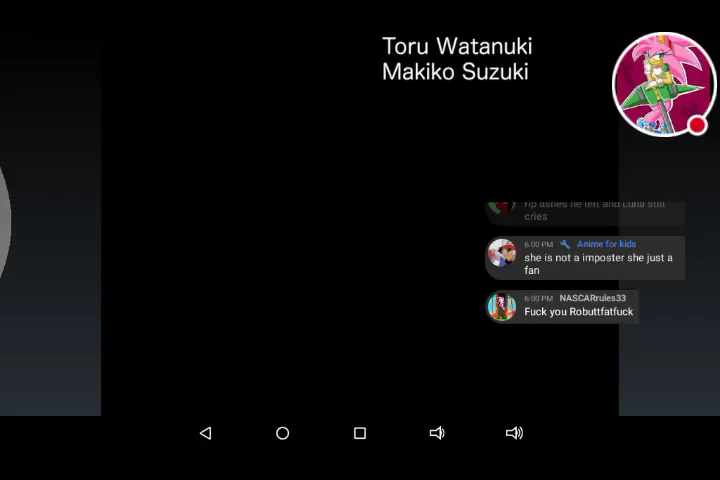 Toru Watanuki
Makiko Suzuki
rip ashes he left and Luna still
cries
6:00 PM Anime for kids
she is not a imposter she just a
fan
6:00 PM NASCARrules33
Fuck you Robuttfatfuck